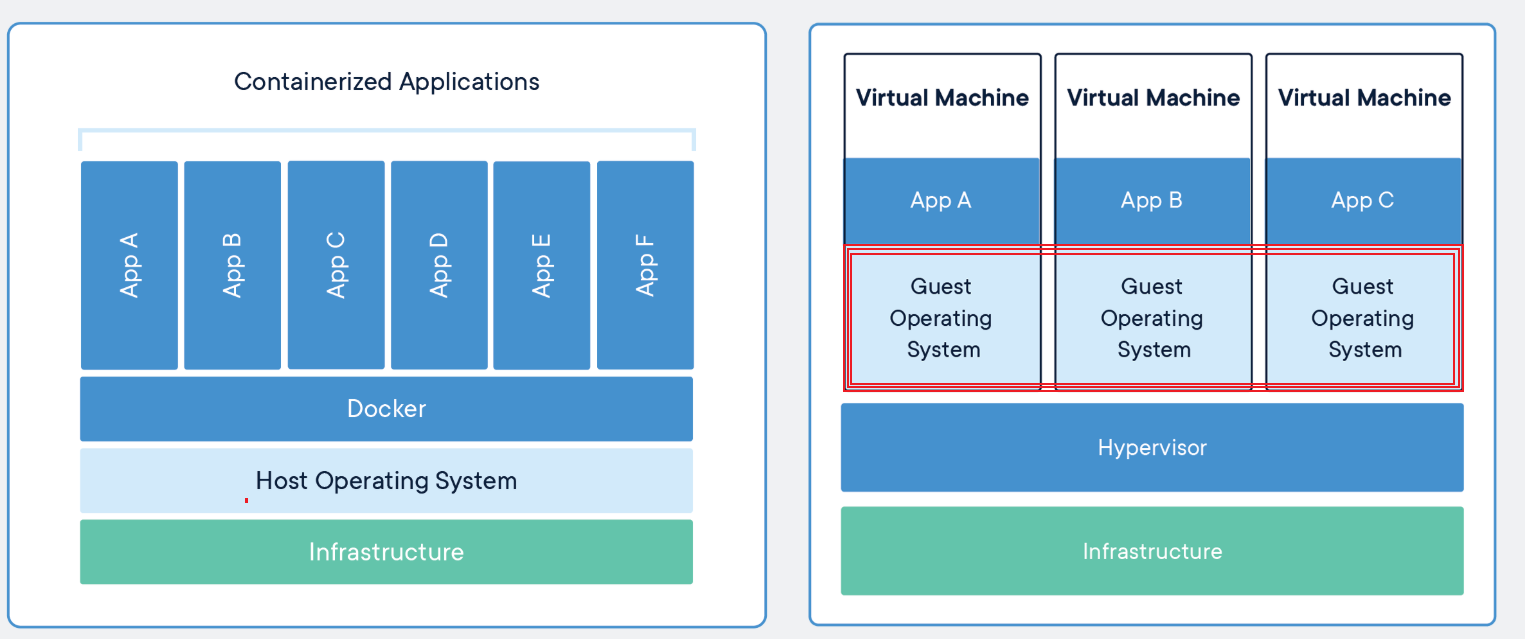 Containerized Applications
App A
App B
App C
App D
App E
App F
Docker
Host Operating System
Infrastructure
Virtual Machine
Virtual Machine
Virtual Machine
App A
App B
App C
Guest
Operating
System
Guest
Operating
System
Guest
Operating
System
Hypervisor
Infrastructure